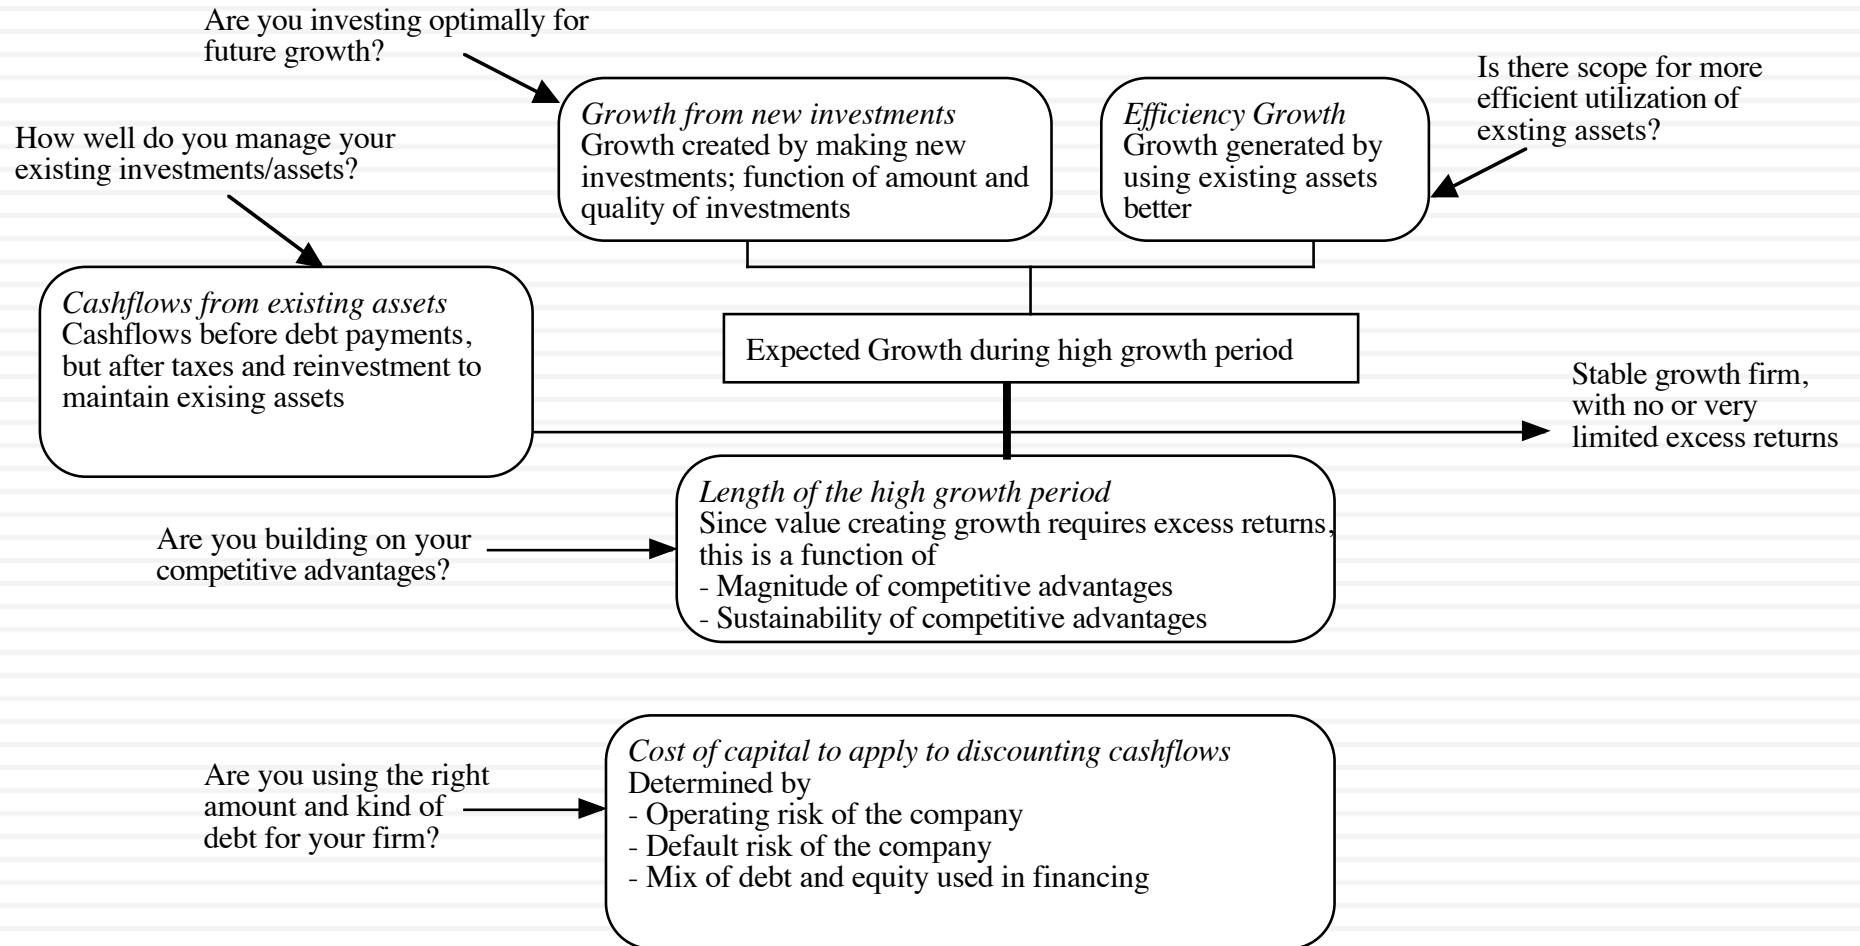 Are you investing optimally for
future growth?
Is there scope for more
efficient utilization of
exsting assets?
Growth from new investments
Growth created by making new
investments; function of amount and
quality of investments
Efficiency Growth
Growth generated by
using existing assets
better
How well do you manage your
existing investments/assets?
Cashflows from existing assets
Cashflows before debt payments,
but after taxes and reinvestment to
maintain exising assets
Expected Growth during high growth period
Stable growth firm,
with no or very
limited excess returns
Length of the high growth period
Since value creating growth requires excess returns,
this is a function of
- Magnitude of competitive advantages
- Sustainability of competitive advantages
Are you building on your
competitive advantages?
Cost of capital to apply to discounting cashflows
Determined by
- Operating risk of the company
- Default risk of the company
- Mix of debt and equity used in financing
Are you using the right
amount and kind of
debt for your firm?